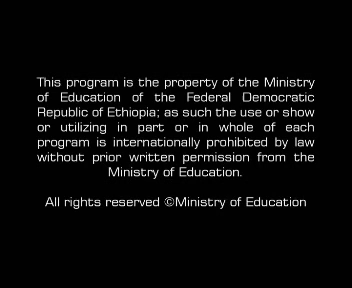 This program is the property of the Ministry
of Education of the Federal Democratic
Republic of Ethiopia; as such the use or show
or utilizing in part or in whole of each
program is internationally prohibited by law
without prior written permission from the
Ministry of Education.
All rights reserved ©Ministry of Education